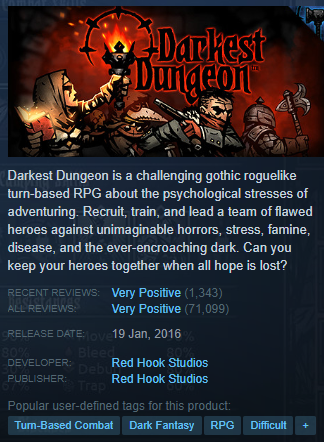 Darkest
Dungeon™
Darkest Dungeon is a challenging gothic roguelike
turn-based RPG about the psychological stresses of
adventuring. Recruit, train, and lead a team of flawed
heroes against unimaginable horrors, stress, famine,
disease, and the ever-encroaching dark. Can you
keep your heroes together when all hope is lost?
RECENT REVIEWS: Very Positive (1,343)
ALL REVIEWS: Very Positive (71,099)
RELEASE DATE: 19 Jan, 2016
DEVELOPER: Red Hook Studios
PUBLISHER: Red Hook Studios
Popular user-defined tags for this product:
Turn-Based Combat Dark Fantasy RPG Difficult +